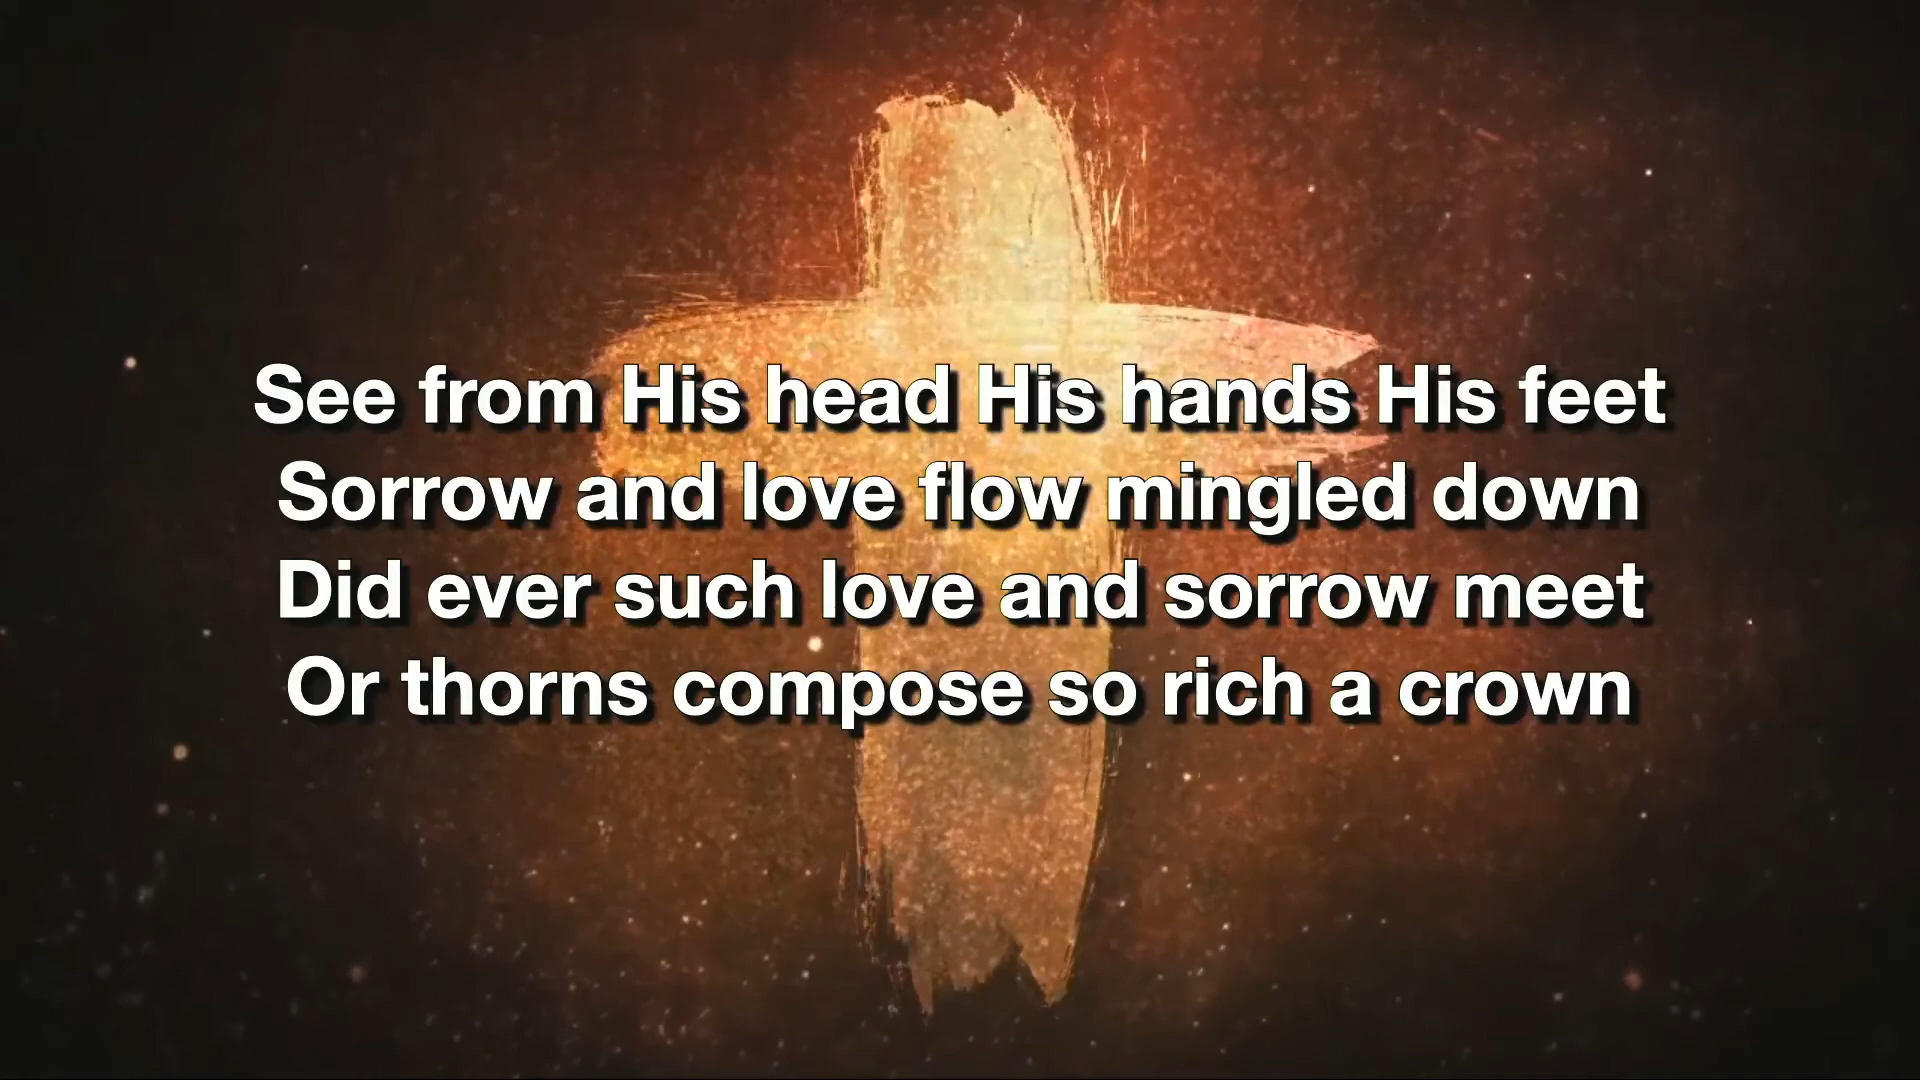 See from His head His hands His feet
Sorrow and love flow mingled down
Did ever such love and sorrow meet
Or thorns compose so rich a crown